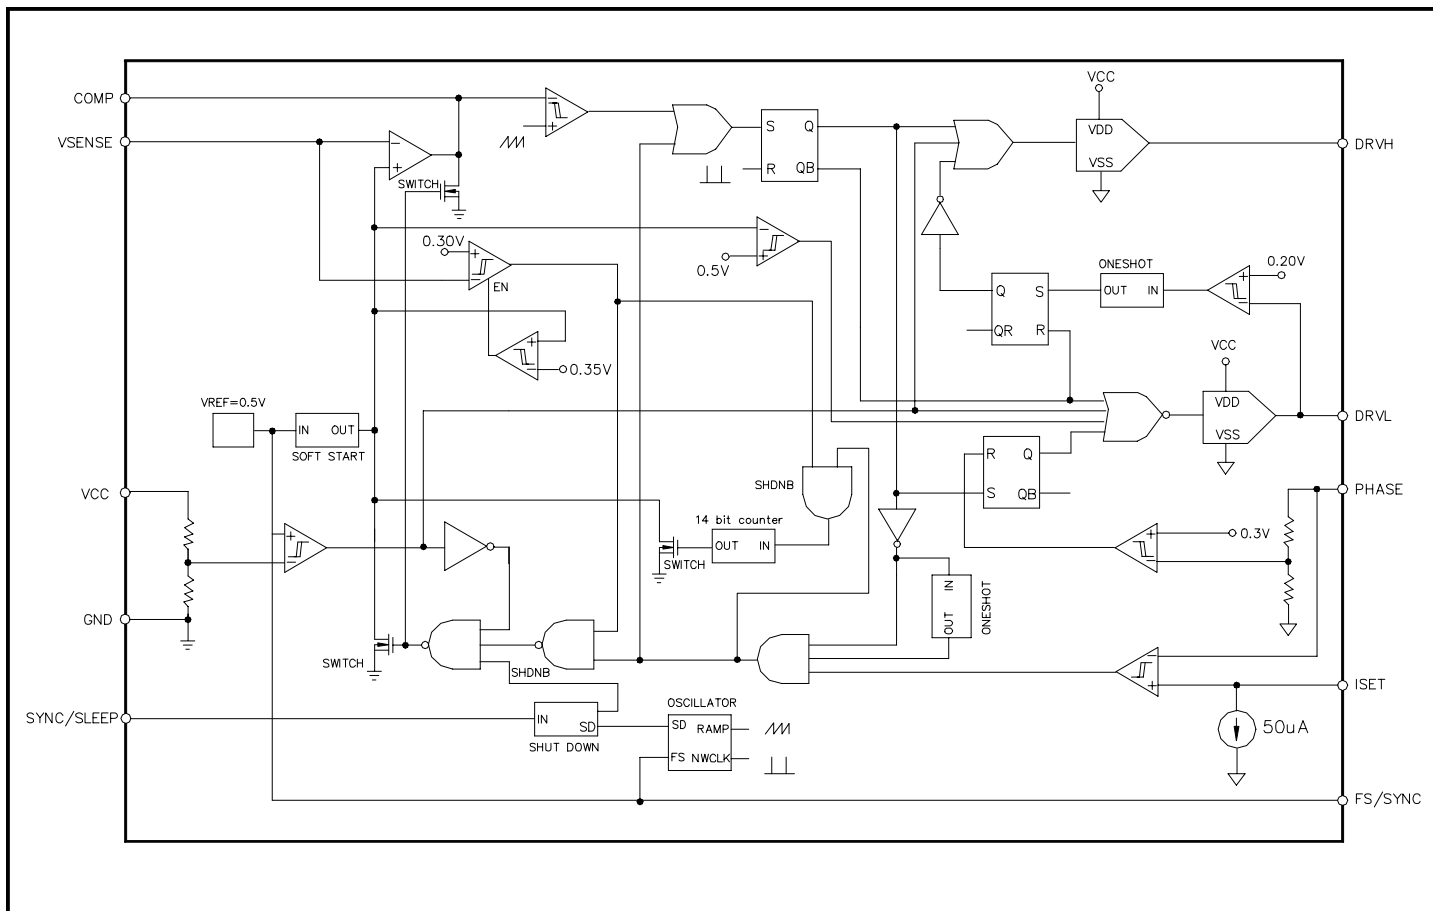 VCC
COMP
S
Q
VDD
VSENSE
DRVH
VSS
R
QB
SWITCH
0.30V
0.5V
EN
ONESHOT
0.20V
Q
S
OUT
IN
QR
R
0.35V
VCC
VREF=0.5V
VDD
IN
OUT
VSS
DRVL
SOFT START
R
Q
S
QB
SHDNB
VCC
PHASE
14 bit counter
OUT
IN
0.3V
SWITCH
IN
OUT
ONESHOT
GND
SWITCH
SHDNB
ISET
OSCILLATOR
SYNC/SLEEP
IN
SD
SD
RAMP
50uA
SHUT DOWN
FS
NWCLK
FS/SYNC